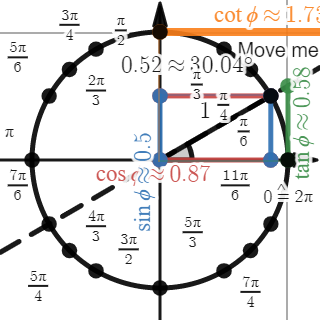 cot ϕ ≈ 1.73
3π/4
π/2
Move me
5π/6
0.52 ≈ 30.04°
2π/3
π/3
tan ϕ ≈ 0.58
1
π/4
π
π/6
sin ϕ ≈ 0.5
cos ϕ ≈ 0.87
7π/6
11π/6
0 ≙ 2π
4π/3
3π/2
5π/3
5π/4
7π/4